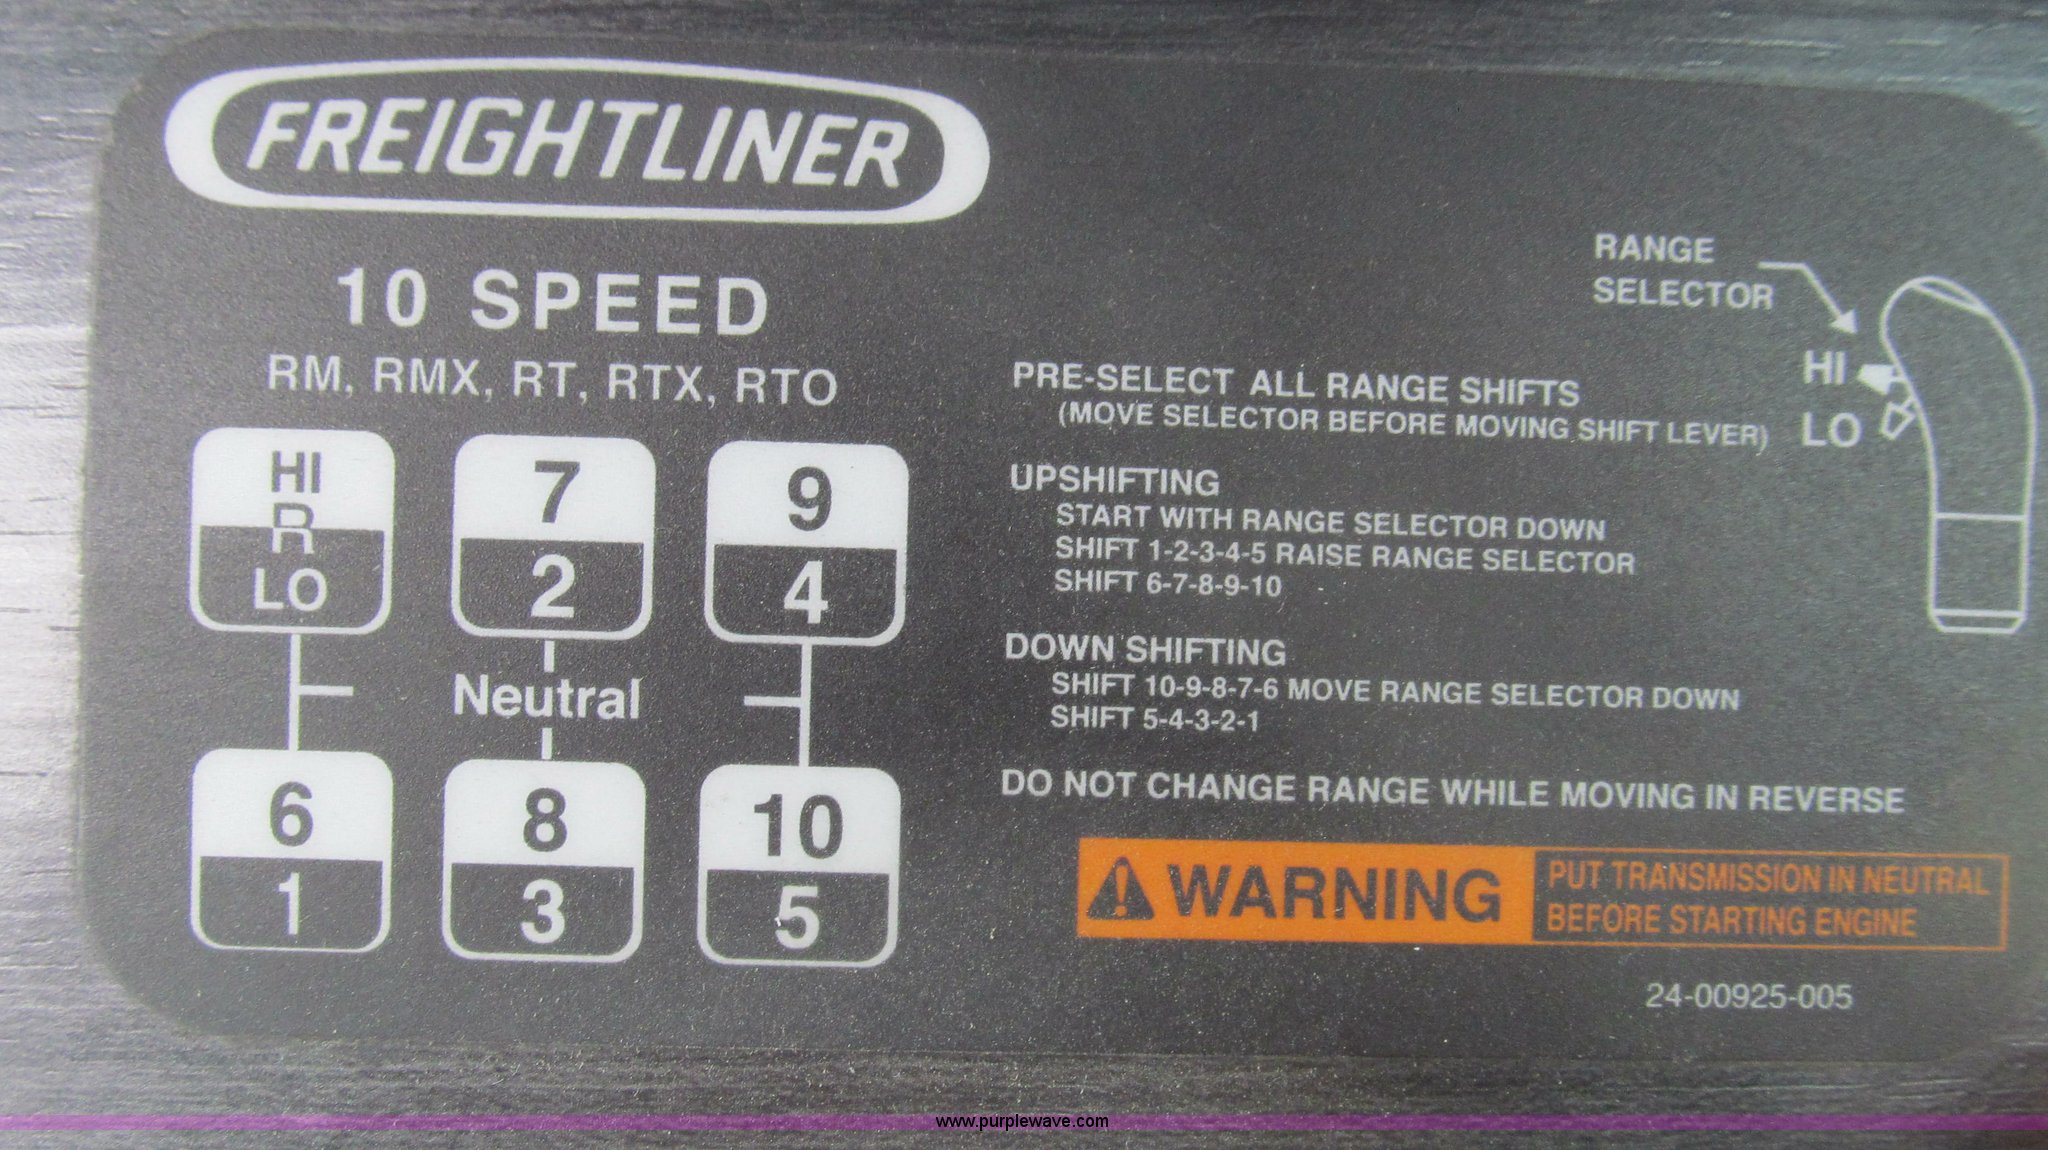 FREIGHTLINER
10 SPEED
RM, RMX, RT, RTX, RTO
HI
R
LO
7
2
9
4
Neutral
6
1
8
3
10
5
RANGE
SELECTOR
HI
LO
PRE-SELECT ALL RANGE SHIFTS
(MOVE SELECTOR BEFORE MOVING SHIFT LEVER)
UPSHIFTING
START WITH RANGE SELECTOR DOWN
SHIFT 1-2-3-4-5 RAISE RANGE SELECTOR
SHIFT 6-7-8-9-10
DOWN SHIFTING
SHIFT 10-9-8-7-6 MOVE RANGE SELECTOR DOWN
SHIFT 5-4-3-2-1
DO NOT CHANGE RANGE WHILE MOVING IN REVERSE
WARNING
PUT TRANSMISSION IN NEUTRAL
BEFORE STARTING ENGINE
24-00925-005
www.purplewave.com